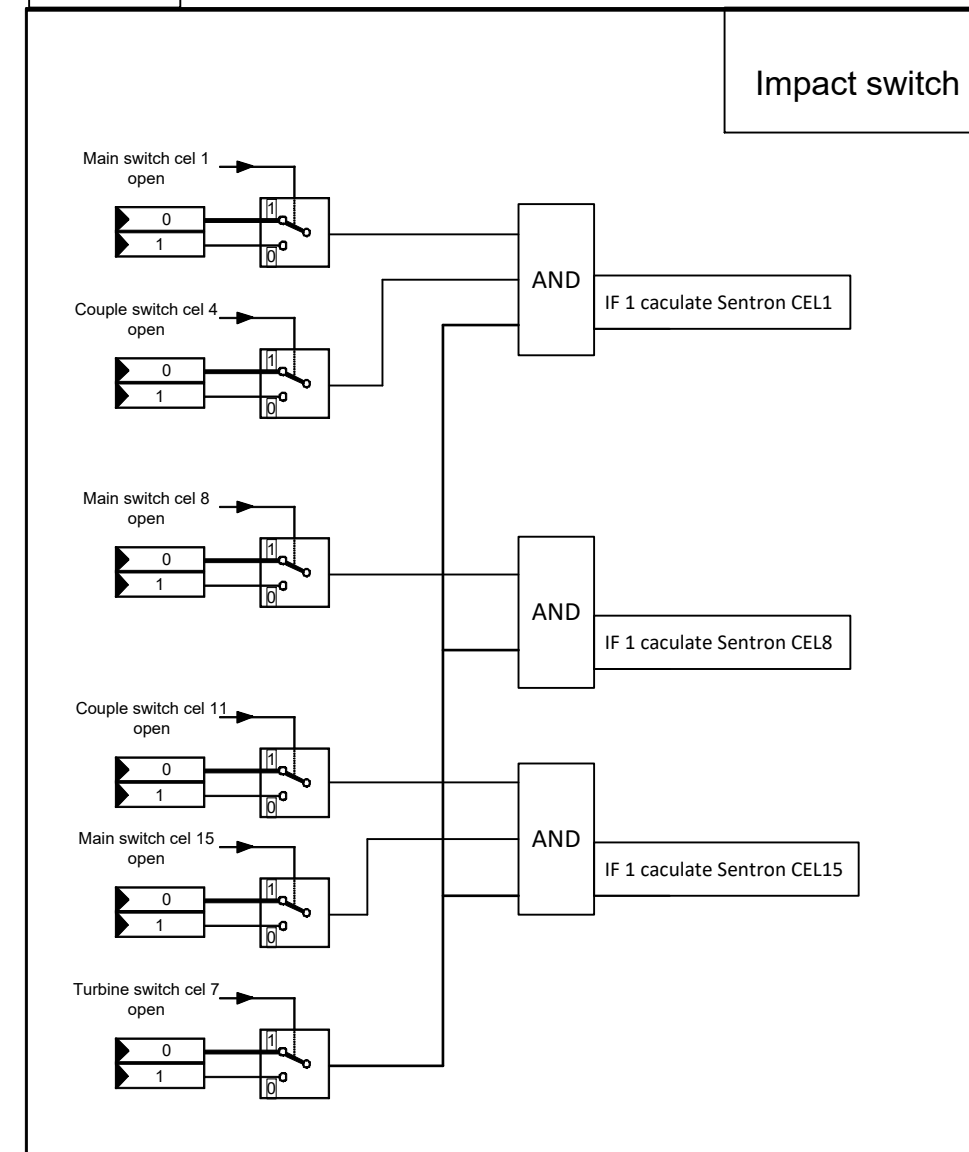 Impact switch
Main switch cel 1
open
0
1
1
0
AND
IF 1 caculate Sentron CEL1
Couple switch cel 4
open
0
1
1
0
Main switch cel 8
open
0
1
1
0
AND
IF 1 caculate Sentron CEL8
Couple switch cel 11
open
0
1
1
0
AND
IF 1 caculate Sentron CEL15
Main switch cel 15
open
0
1
1
0
Turbine switch cel 7
open
0
1
1
0